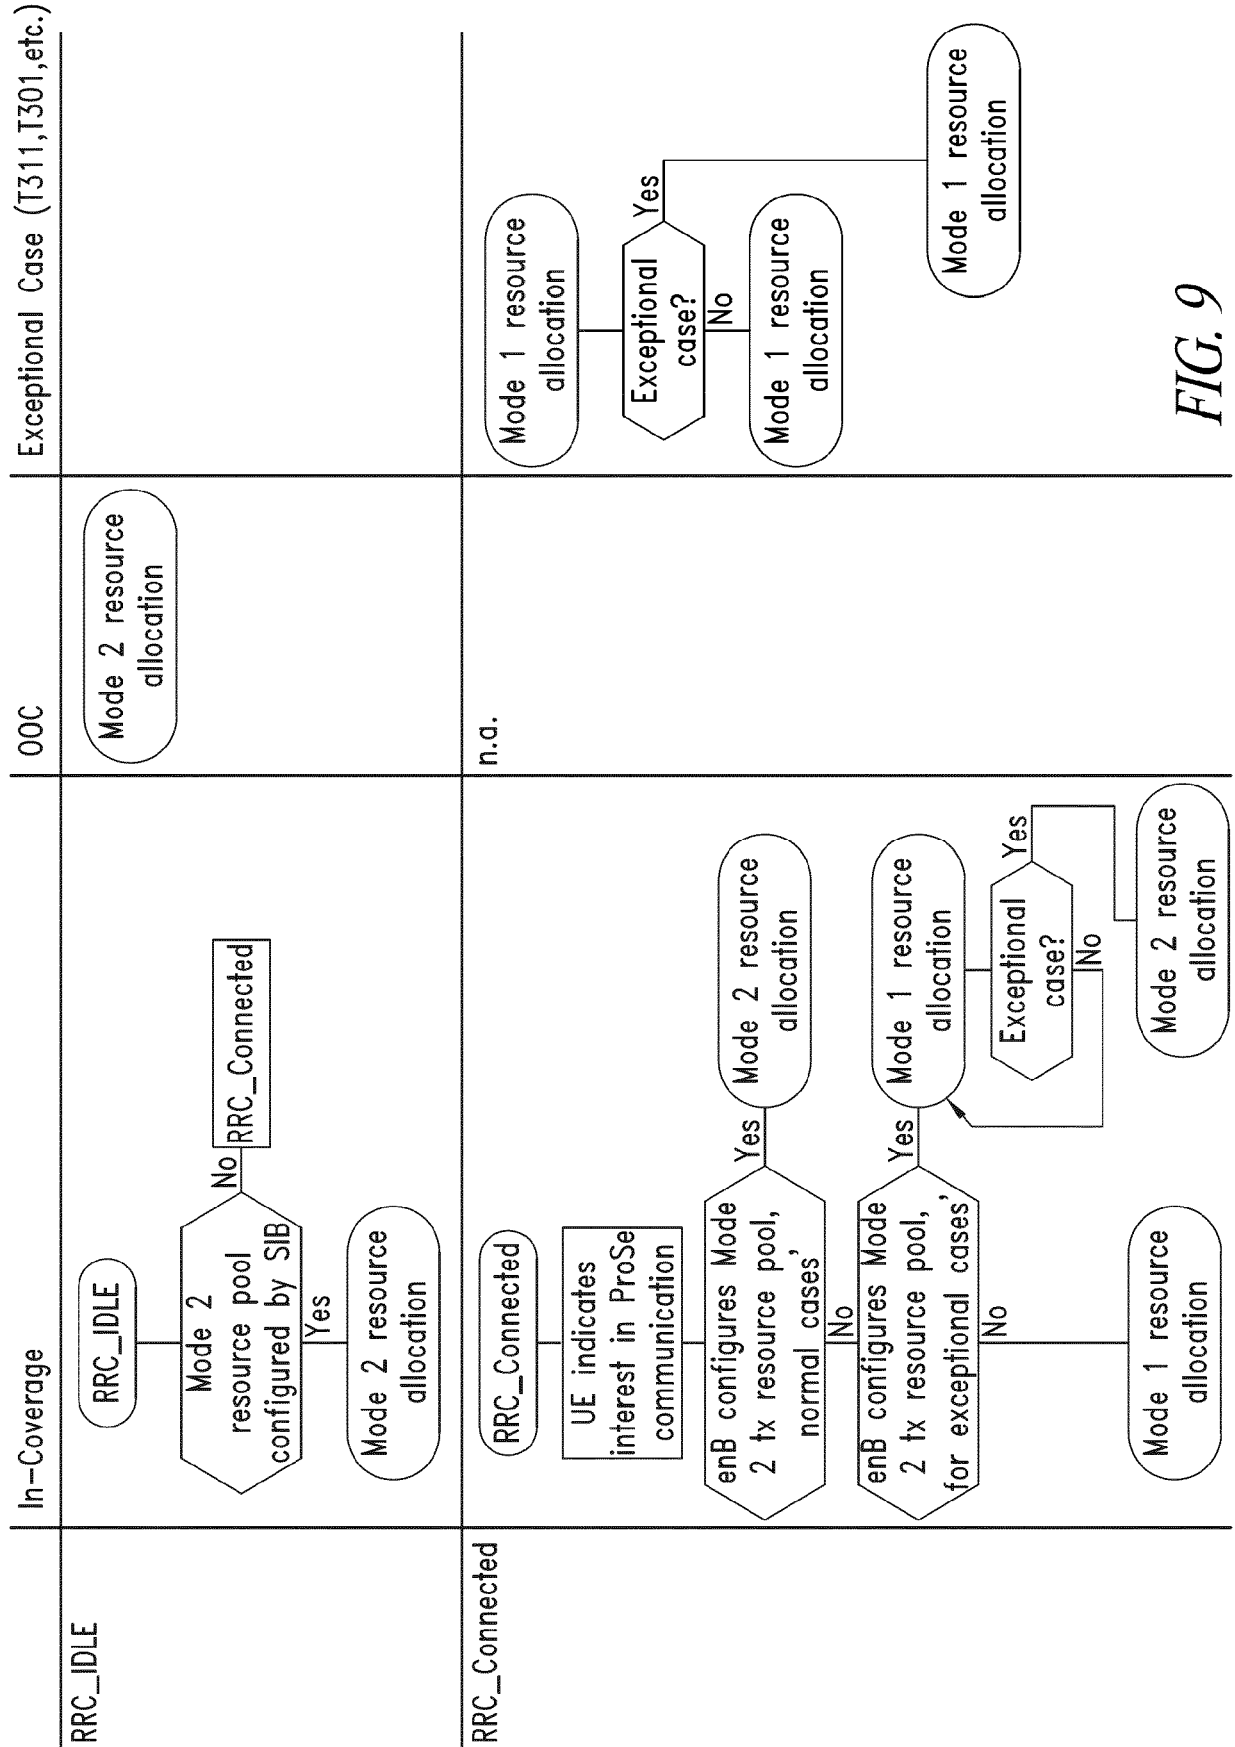 In-Coverage
OOC
Exceptional Case (T311,T301,etc.)
RRC_IDLE
RRC_IDLE
Mode 2
resource pool
configured by SIB
No
RRC_Connected
Yes
Mode 2 resource
allocation
Mode 2 resource
allocation
RRC_Connected
RRC_Connected
UE indicates
interest in ProSe
communication
enB configures Mode
2 tx resource pool,
'normal cases'
Yes
Mode 2 resource
allocation
No
enB configures Mode
2 tx resource pool,
'for exceptional cases'
Yes
Mode 1 resource
allocation
Exceptional
case?
Yes
No
Mode 2 resource
allocation
No
Mode 1 resource
allocation
n.a.
Mode 1 resource
allocation
Exceptional
case?
Yes
No
Mode 1 resource
allocation
Mode 1 resource
allocation
FIG. 9